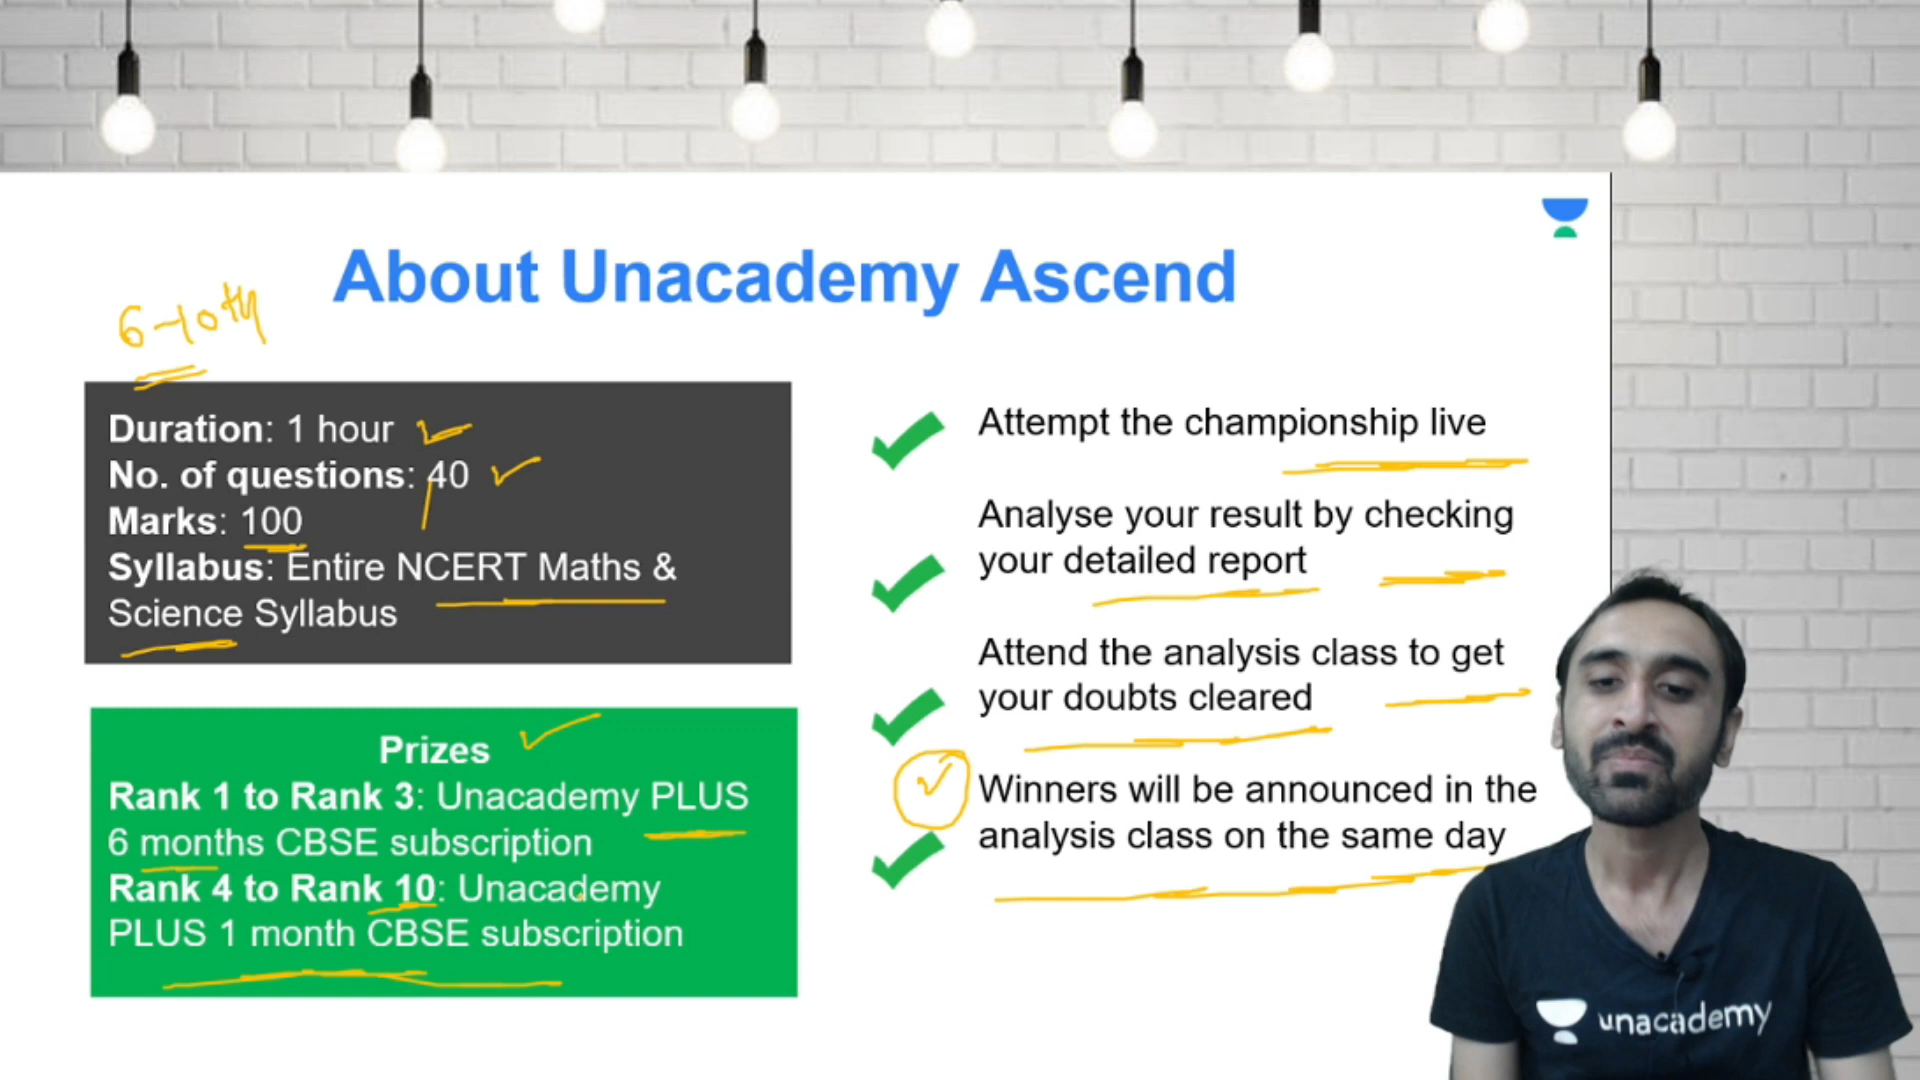 About Unacademy Ascend
6-10th
Duration: 1 hour
No. of questions: 40
Marks: 100
Syllabus: Entire NCERT Maths &
Science Syllabus
Prizes
Rank 1 to Rank 3: Unacademy PLUS
6 months CBSE subscription
Rank 4 to Rank 10: Unacademy
PLUS 1 month CBSE subscription
Attempt the championship live
Analyse your result by checking
your detailed report
Attend the analysis class to get
your doubts cleared
Winners will be announced in the
analysis class on the same day
unacademy